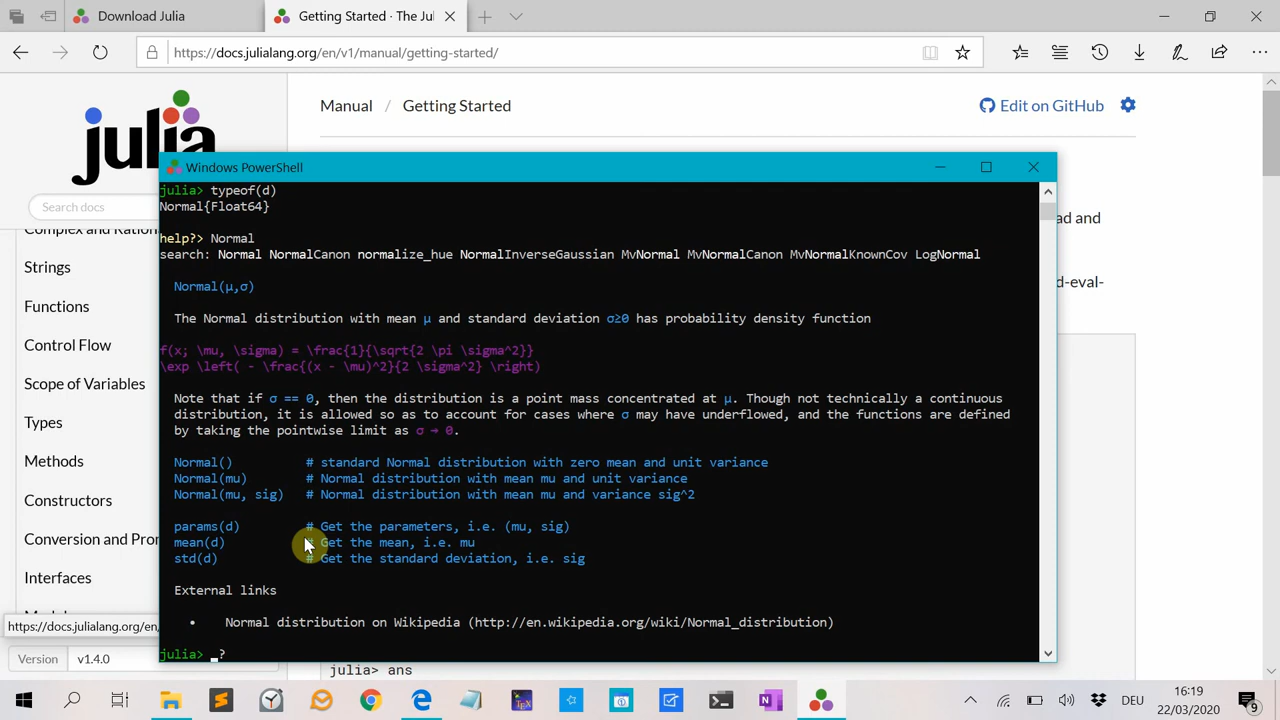 Download Julia
Getting Started · The Jul
https://docs.julialang.org/en/v1/manual/getting-started/
julia
Manual / Getting Started
Edit on GitHub
Search docs
Strings
Functions
Control Flow
Scope of Variables
Types
Methods
Constructors
Conversion and Pro
Interfaces
https://docs.julialang.org/en/
Version v1.4.0
ad and
d-eval-
Windows PowerShell
julia> typeof(d)
Normal{Float64}
help?> Normal
search: Normal NormalCanon normalize_hue NormalInverseGaussian MvNormal MvNormalCanon MvNormalKnownCov LogNormal
Normal(μ,σ)
The Normal distribution with mean μ and standard deviation σ≥0 has probability density function
f(x; \mu, \sigma) = \frac{1}{\sqrt{2 \pi \sigma^2}}
\exp \left( - \frac{(x - \mu)^2}{2 \sigma^2} \right)
Note that if σ == 0, then the distribution is a point mass concentrated at μ. Though not technically a continuous
distribution, it is allowed so as to account for cases where σ may have underflowed, and the functions are defined
by taking the pointwise limit as σ → 0.
Normal() # standard Normal distribution with zero mean and unit variance
Normal(mu) # Normal distribution with mean mu and unit variance
Normal(mu, sig) # Normal distribution with mean mu and variance sig^2
params(d) # Get the parameters, i.e. (mu, sig)
mean(d) # Get the mean, i.e. mu
std(d) # Get the standard deviation, i.e. sig
External links
• Normal distribution on Wikipedia (http://en.wikipedia.org/wiki/Normal_distribution)
julia> _?
julia> ans
DEU
16:19
22/03/2020
9